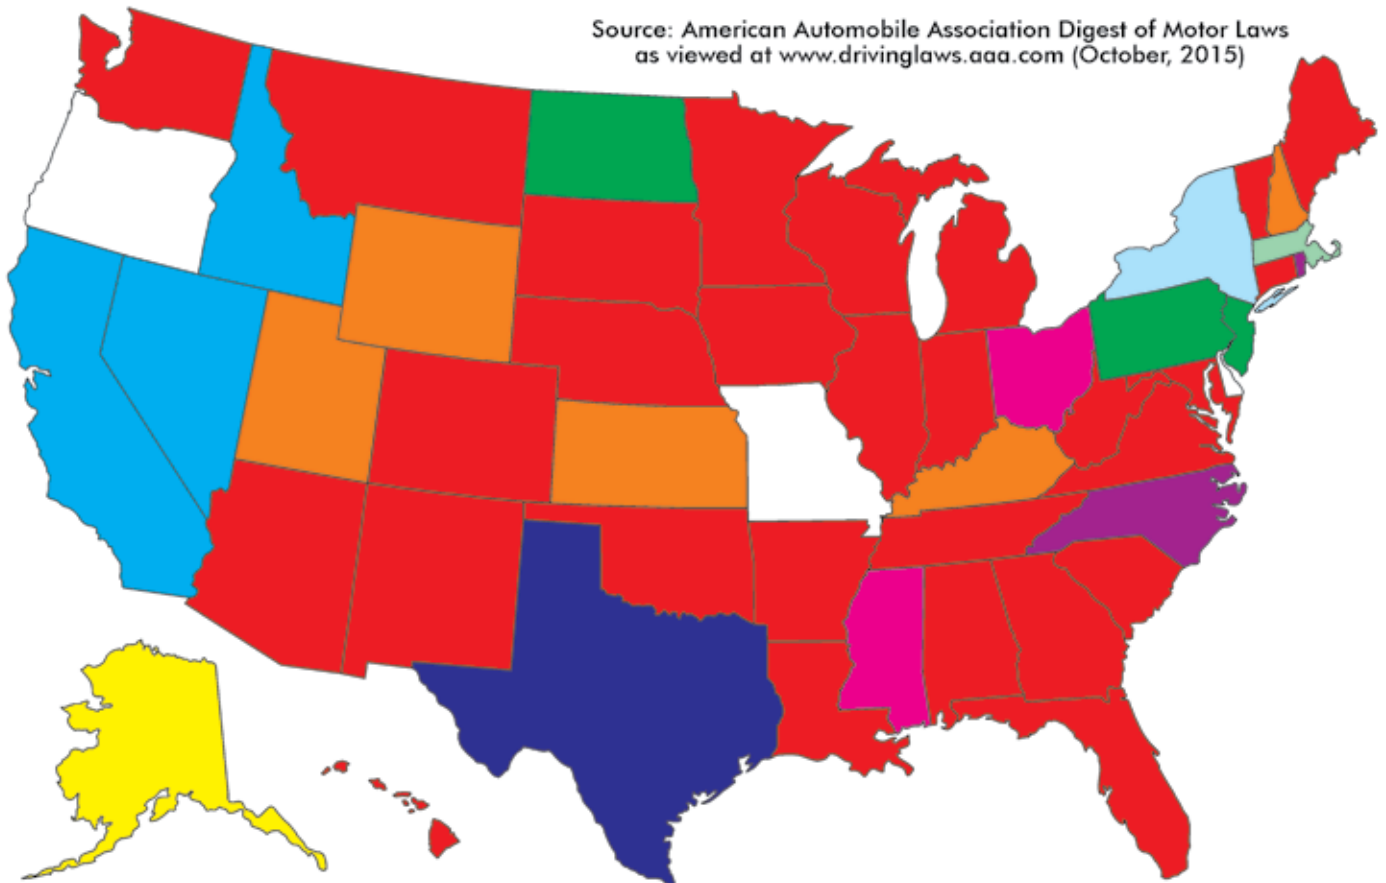 Source: American Automobile Association Digest of Motor Laws
as viewed at www.drivinglaws.aaa.com (October, 2015)